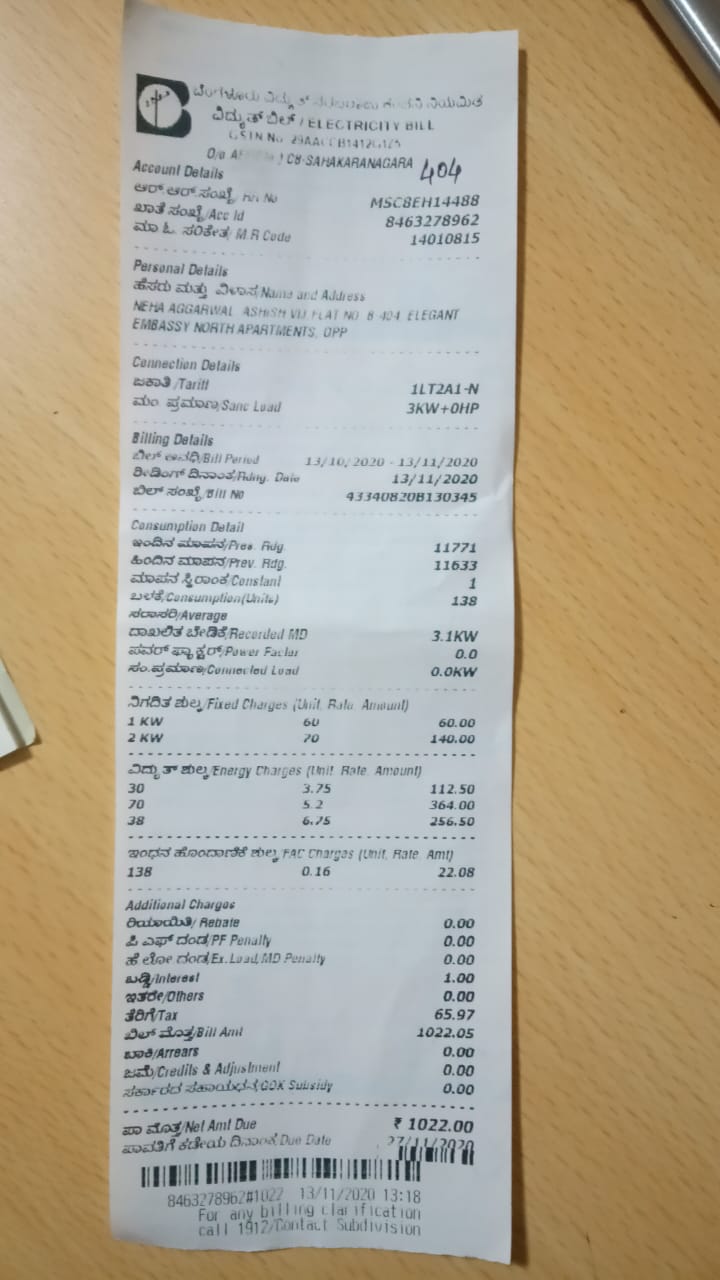 ಬೆಂಗಳೂರು ವಿದ್ಯುತ್ ಸರಬರಾಜು ಕಂಪನಿ ನಿಯಮಿತ
ವಿದ್ಯುತ್ ಬಿಲ್ / ELECTRICITY BILL
GSTN No.
C8-SAHAKARANAGARA 404
Account Details
ಆರ್.ಆರ್.ಸಂಖ್ಯೆ RR No MSC8EH14488
ಖಾತೆ ಸಂಖ್ಯೆ/Acc Id 8463278962
M.R Code 14010815
Personal Details
ಹೆಸರು ಮತ್ತು ವಿಳಾಸ/Name and Address
NEHA AGGARWAL ASHISH VIJ FLAT NO B 404 ELEGANT
EMBASSY NORTH APARTMENTS, OPP
Connection Details
ಜಕಾತಿ/Tariff 1LT2A1-N
ಮಂ. ಪ್ರಮಾಣ/Sanc Load 3KW+0HP
Billing Details
ಬಿಲ್ ಅವಧಿ/Bill Period 13/10/2020 - 13/11/2020
ರೀಡಿಂಗ್ ದಿನಾಂಕ/Rdng. Date 13/11/2020
ಬಿಲ್ ಸಂಖ್ಯೆ/Bill No 43340820B130345
Consumption Detail
ಇಂದಿನ ಮಾಪನ/Pres. Rdg. 11771
ಹಿಂದಿನ ಮಾಪನ/Prev. Rdg. 11633
ಮಾಪನ ಸ್ಥಿರಾಂಕ/Constant 1
ಬಳಕೆ/Consumption(Units) 138
ಸರಾಸರಿ/Average
ದಾಖಲಿತ ಬೇಡಿಕೆ/Recorded MD 3.1KW
ಪವರ್ ಫ್ಯಾಕ್ಟರ್/Power Factor 0.0
ಸಂ.ಪ್ರಮಾಣ/Connected Load 0.0KW
ನಿಗದಿತ ಶುಲ್ಕ/Fixed Charges (Unit, Rate, Amount)
1 KW 60 60.00
2 KW 70 140.00
ವಿದ್ಯುತ್ ಶುಲ್ಕ/Energy Charges (Unit, Rate, Amount)
30 3.75 112.50
70 5.2 364.00
38 6.75 256.50
ಇಂಧನ ಹೊಂದಾಣಿಕೆ ಶುಲ್ಕ/FAC Charges (Unit, Rate, Amt)
138 0.16 22.08
Additional Charges
ರಿಯಾಯಿತಿ/ Rebate 0.00
ಪಿ ಎಫ್ ದಂಡ/PF Penalty 0.00
ಹೆ ಲೋ ದಂಡ/Ex.Load/MD Penalty 0.00
ಬಡ್ಡಿ/Interest 1.00
ಇತರೇ/Others 0.00
ತೆರಿಗೆ/Tax 65.97
ಬಿಲ್ ಮೊತ್ತ/Bill Amt 1022.05
ಬಾಕಿ/Arrears 0.00
ಜಮೆ/Credits & Adjustment 0.00
ಸರ್ಕಾರದ ಸಹಾಯಧನ/GOK Subsidy 0.00
ಪಾ ಮೊತ್ತ/Net Amt Due ₹ 1022.00
ಪಾವತಿಗೆ ಕಡೇಯ ದಿನಾಂಕ/Due Date 27/11/2020
8463278962#1022 13/11/2020 13:18
For any billing clarification
call 1912/Contact Subdivision